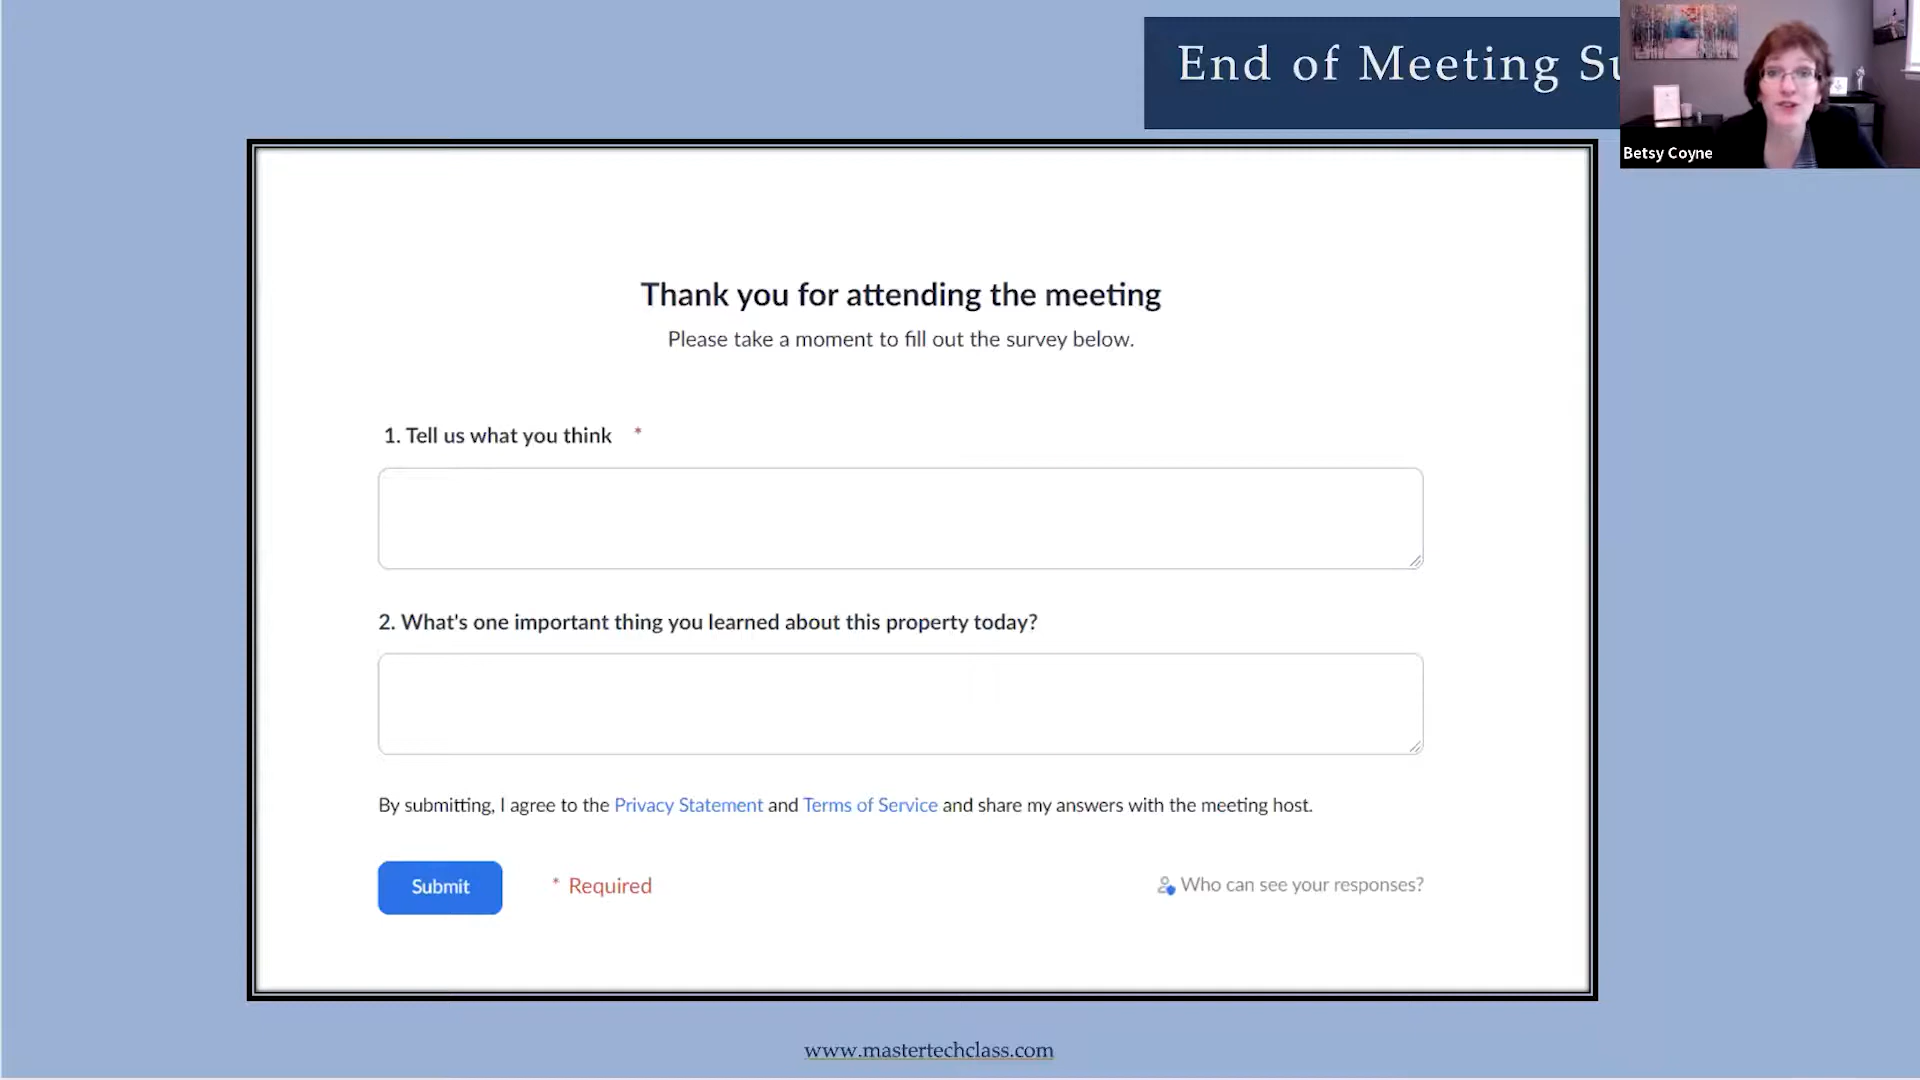 End of Meeting
Betsy Coyne
Thank you for attending the meeting
Please take a moment to fill out the survey below.
1. Tell us what you think *
2. What's one important thing you learned about this property today?
By submitting, I agree to the Privacy Statement and Terms of Service and share my answers with the meeting host.
Submit
* Required
Who can see your responses?
www.mastertechclass.com